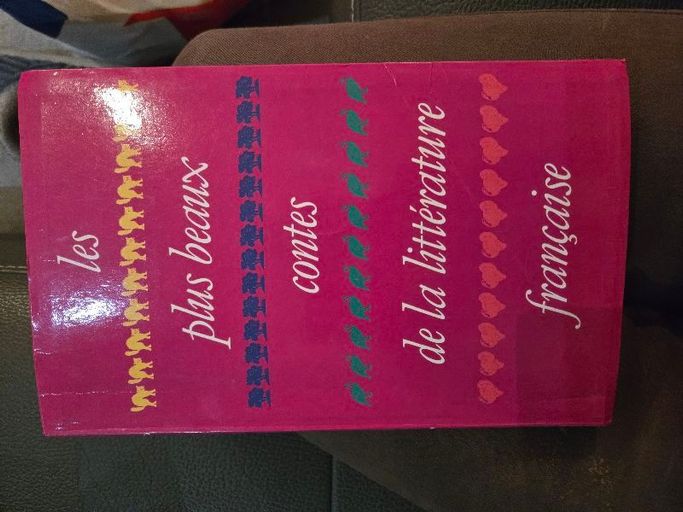 les
plus beaux
contes
de la littérature
française